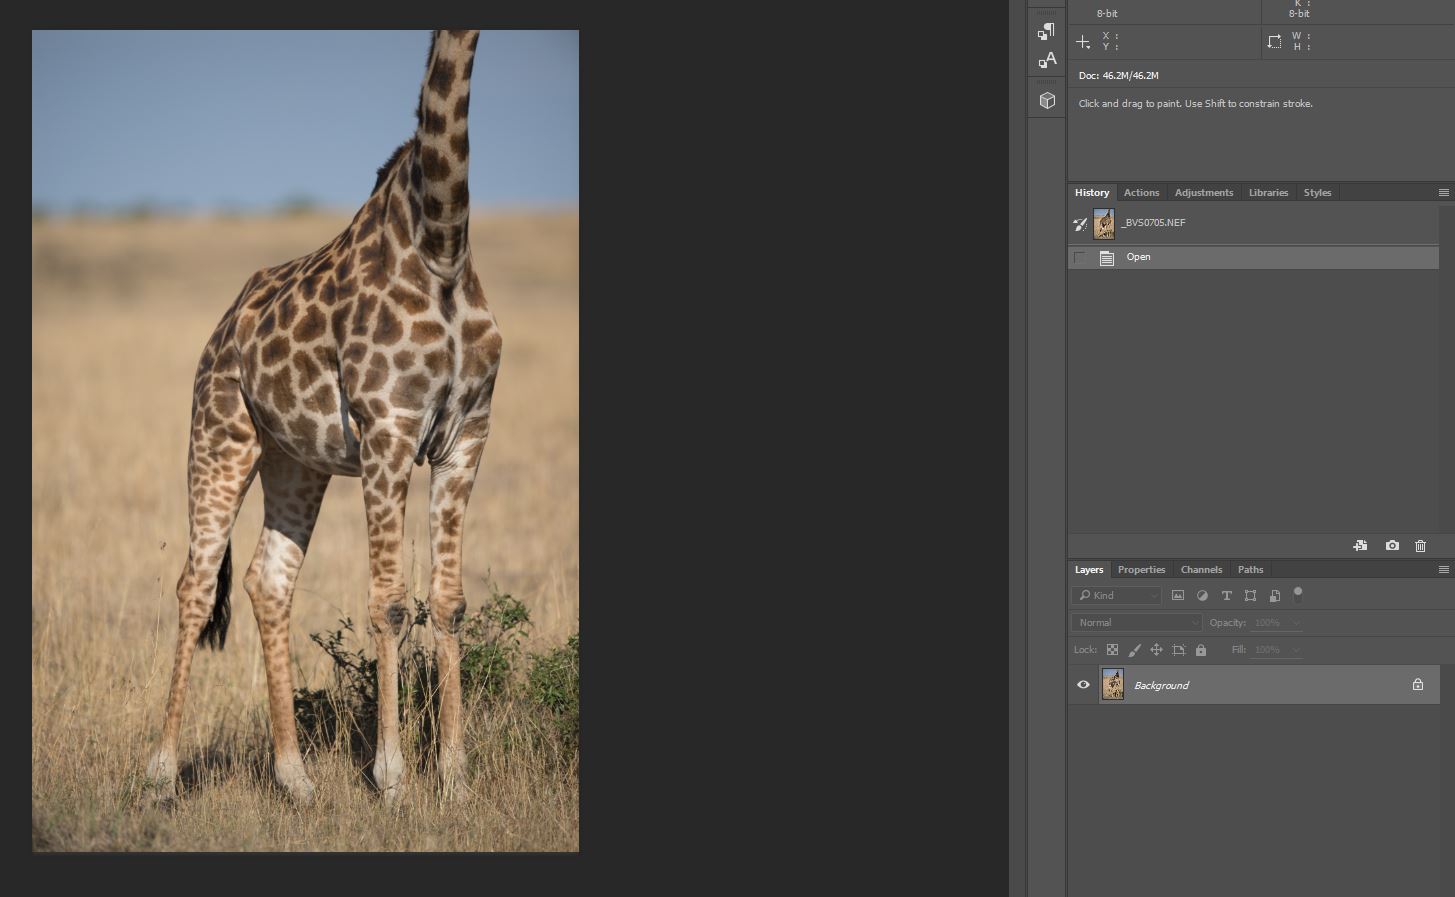 K :
8-bit
8-bit
X :
Y :
W :
H :
Doc: 46.2M/46.2M
Click and drag to paint. Use Shift to constrain stroke.
History Actions Adjustments Libraries Styles
_BVS0705.NEF
Open
Layers Properties Channels Paths
Kind
Normal Opacity: 100%
Lock: Fill: 100%
Background